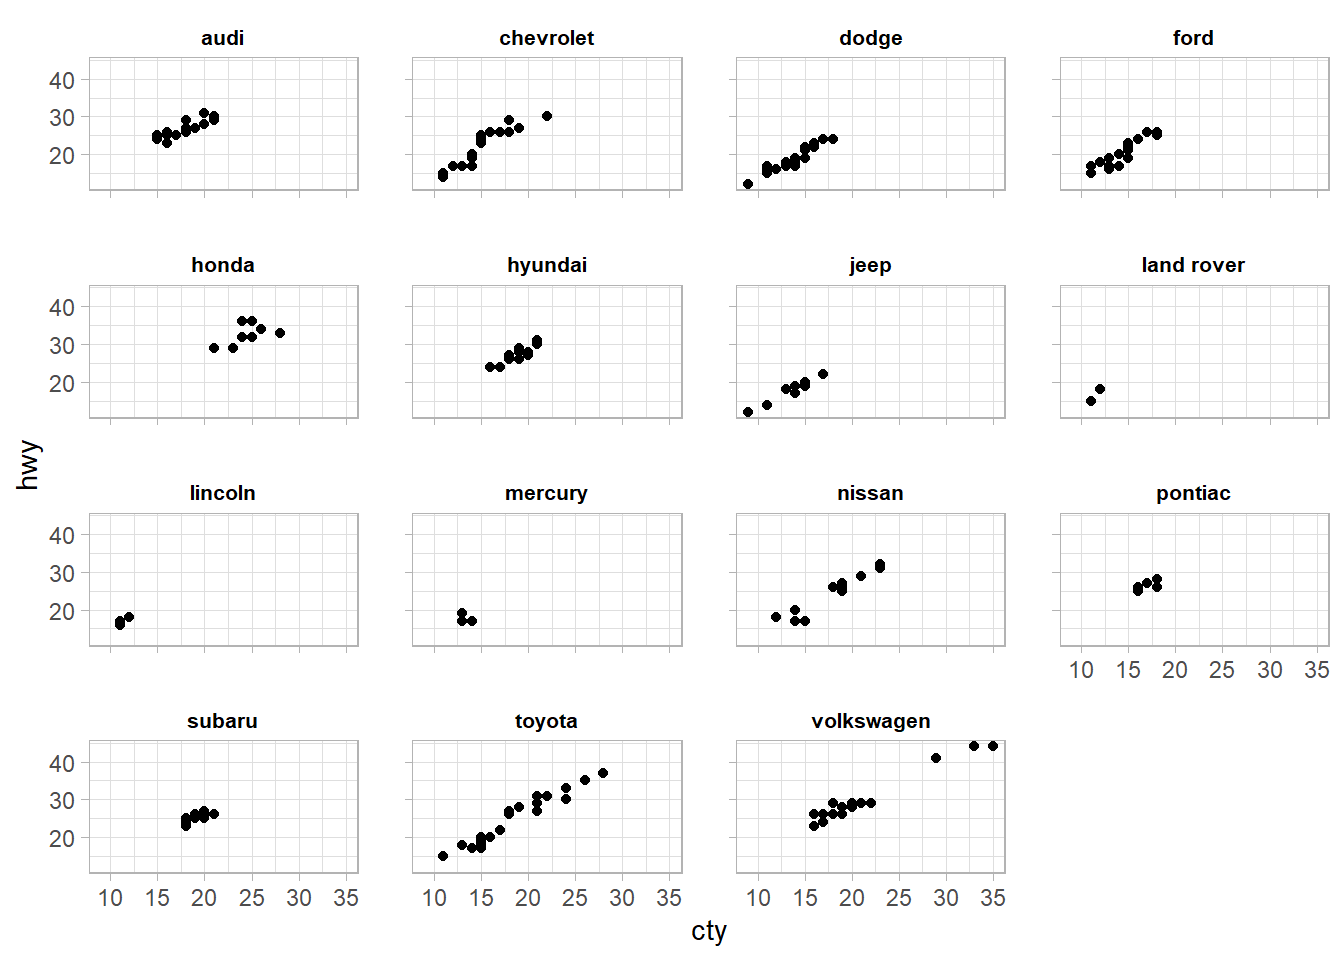 audi chevrolet dodge ford
40
30
20
honda hyundai jeep land rover
40
30
20
hwy
lincoln mercury nissan pontiac
40
30
20
10 15 20 25 30 35
subaru toyota volkswagen
40
30
20
10 15 20 25 30 35 10 15 20 25 30 35 10 15 20 25 30 35
cty